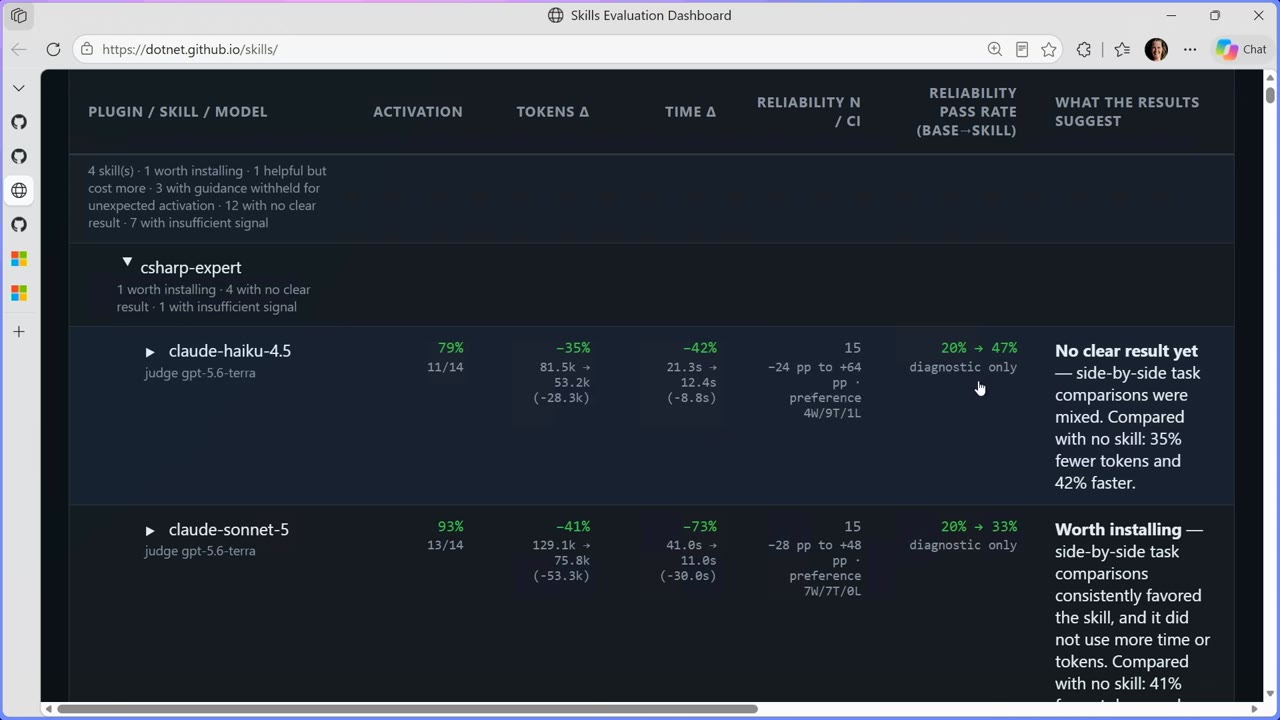 Skills Evaluation Dashboard
https://dotnet.github.io/skills/
Chat
PLUGIN / SKILL / MODEL
ACTIVATION
TOKENS Δ
TIME Δ
RELIABILITY N
/ CI
RELIABILITY
PASS RATE
(BASE→SKILL)
WHAT THE RESULTS
SUGGEST
4 skill(s) · 1 worth installing · 1 helpful but
cost more · 3 with guidance withheld for
unexpected activation · 12 with no clear
result · 7 with insufficient signal
▼ csharp-expert
1 worth installing · 4 with no clear
result · 1 with insufficient signal
▶ claude-haiku-4.5
judge gpt-5.6-terra
79%
11/14
−35%
81.5k →
53.2k
(-28.3k)
−42%
21.3s →
12.4s
(-8.8s)
15
−24 pp to +64
pp ·
preference
4W/9T/1L
20% → 47%
diagnostic only
No clear result yet
— side-by-side task
comparisons were
mixed. Compared
with no skill: 35%
fewer tokens and
42% faster.
▶ claude-sonnet-5
judge gpt-5.6-terra
93%
13/14
−41%
129.1k →
75.8k
(-53.3k)
−73%
41.0s →
11.0s
(-30.0s)
15
−28 pp to +48
pp ·
preference
7W/7T/0L
20% → 33%
diagnostic only
Worth installing —
side-by-side task
comparisons
consistently favored
the skill, and it did
not use more time or
tokens. Compared
with no skill: 41%